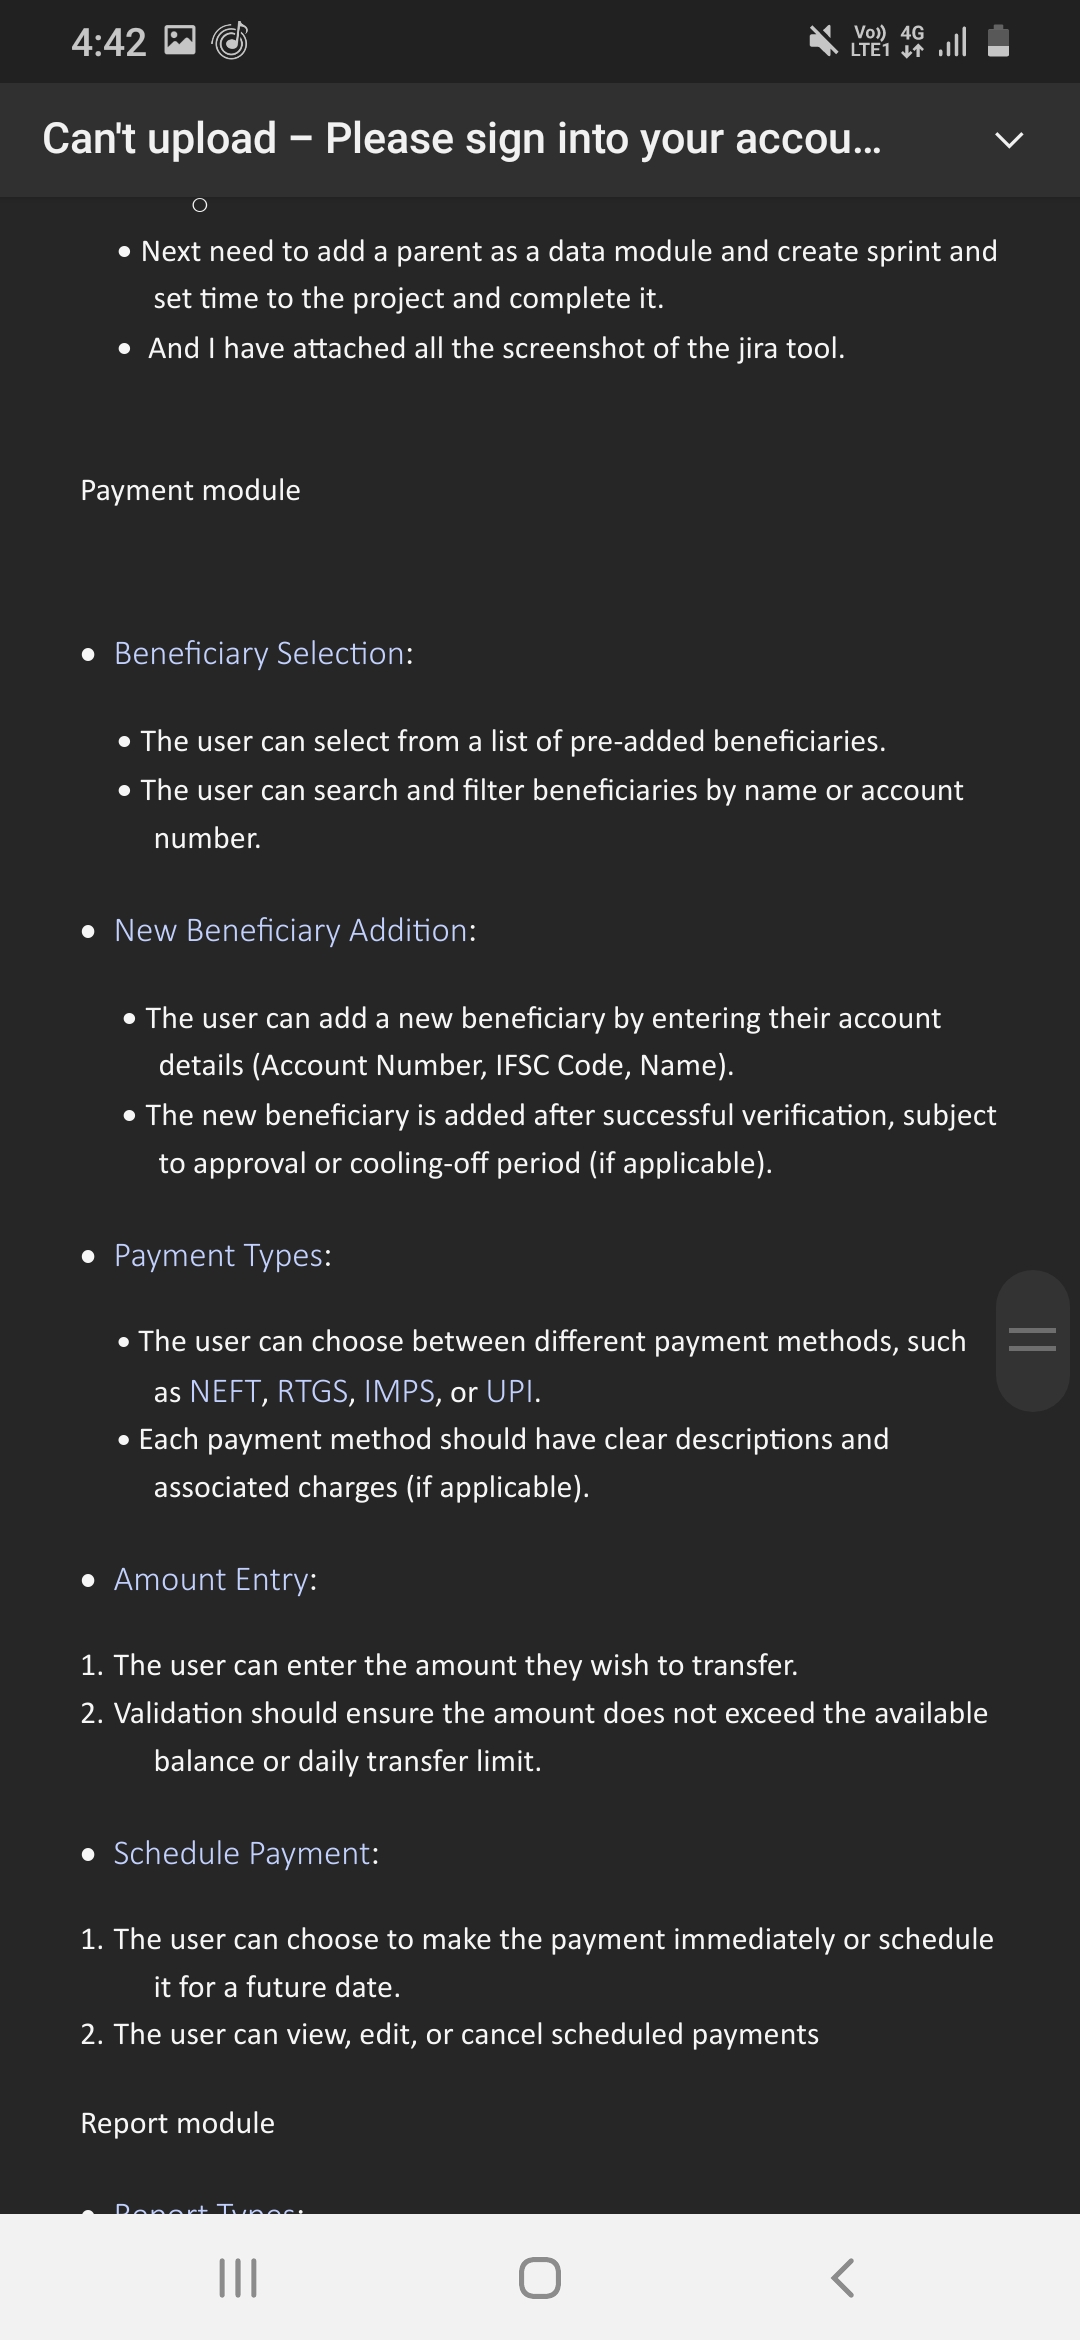 4:42
Vo)) 4G
LTE1
Can't upload – Please sign into your accou...
• Next need to add a parent as a data module and create sprint and
set time to the project and complete it.
• And I have attached all the screenshot of the jira tool.
Payment module
• Beneficiary Selection:
• The user can select from a list of pre-added beneficiaries.
• The user can search and filter beneficiaries by name or account
number.
• New Beneficiary Addition:
• The user can add a new beneficiary by entering their account
details (Account Number, IFSC Code, Name).
• The new beneficiary is added after successful verification, subject
to approval or cooling-off period (if applicable).
• Payment Types:
• The user can choose between different payment methods, such
as NEFT, RTGS, IMPS, or UPI.
• Each payment method should have clear descriptions and
associated charges (if applicable).
• Amount Entry:
1. The user can enter the amount they wish to transfer.
2. Validation should ensure the amount does not exceed the available
balance or daily transfer limit.
• Schedule Payment:
1. The user can choose to make the payment immediately or schedule
it for a future date.
2. The user can view, edit, or cancel scheduled payments
Report module
• Report Types: